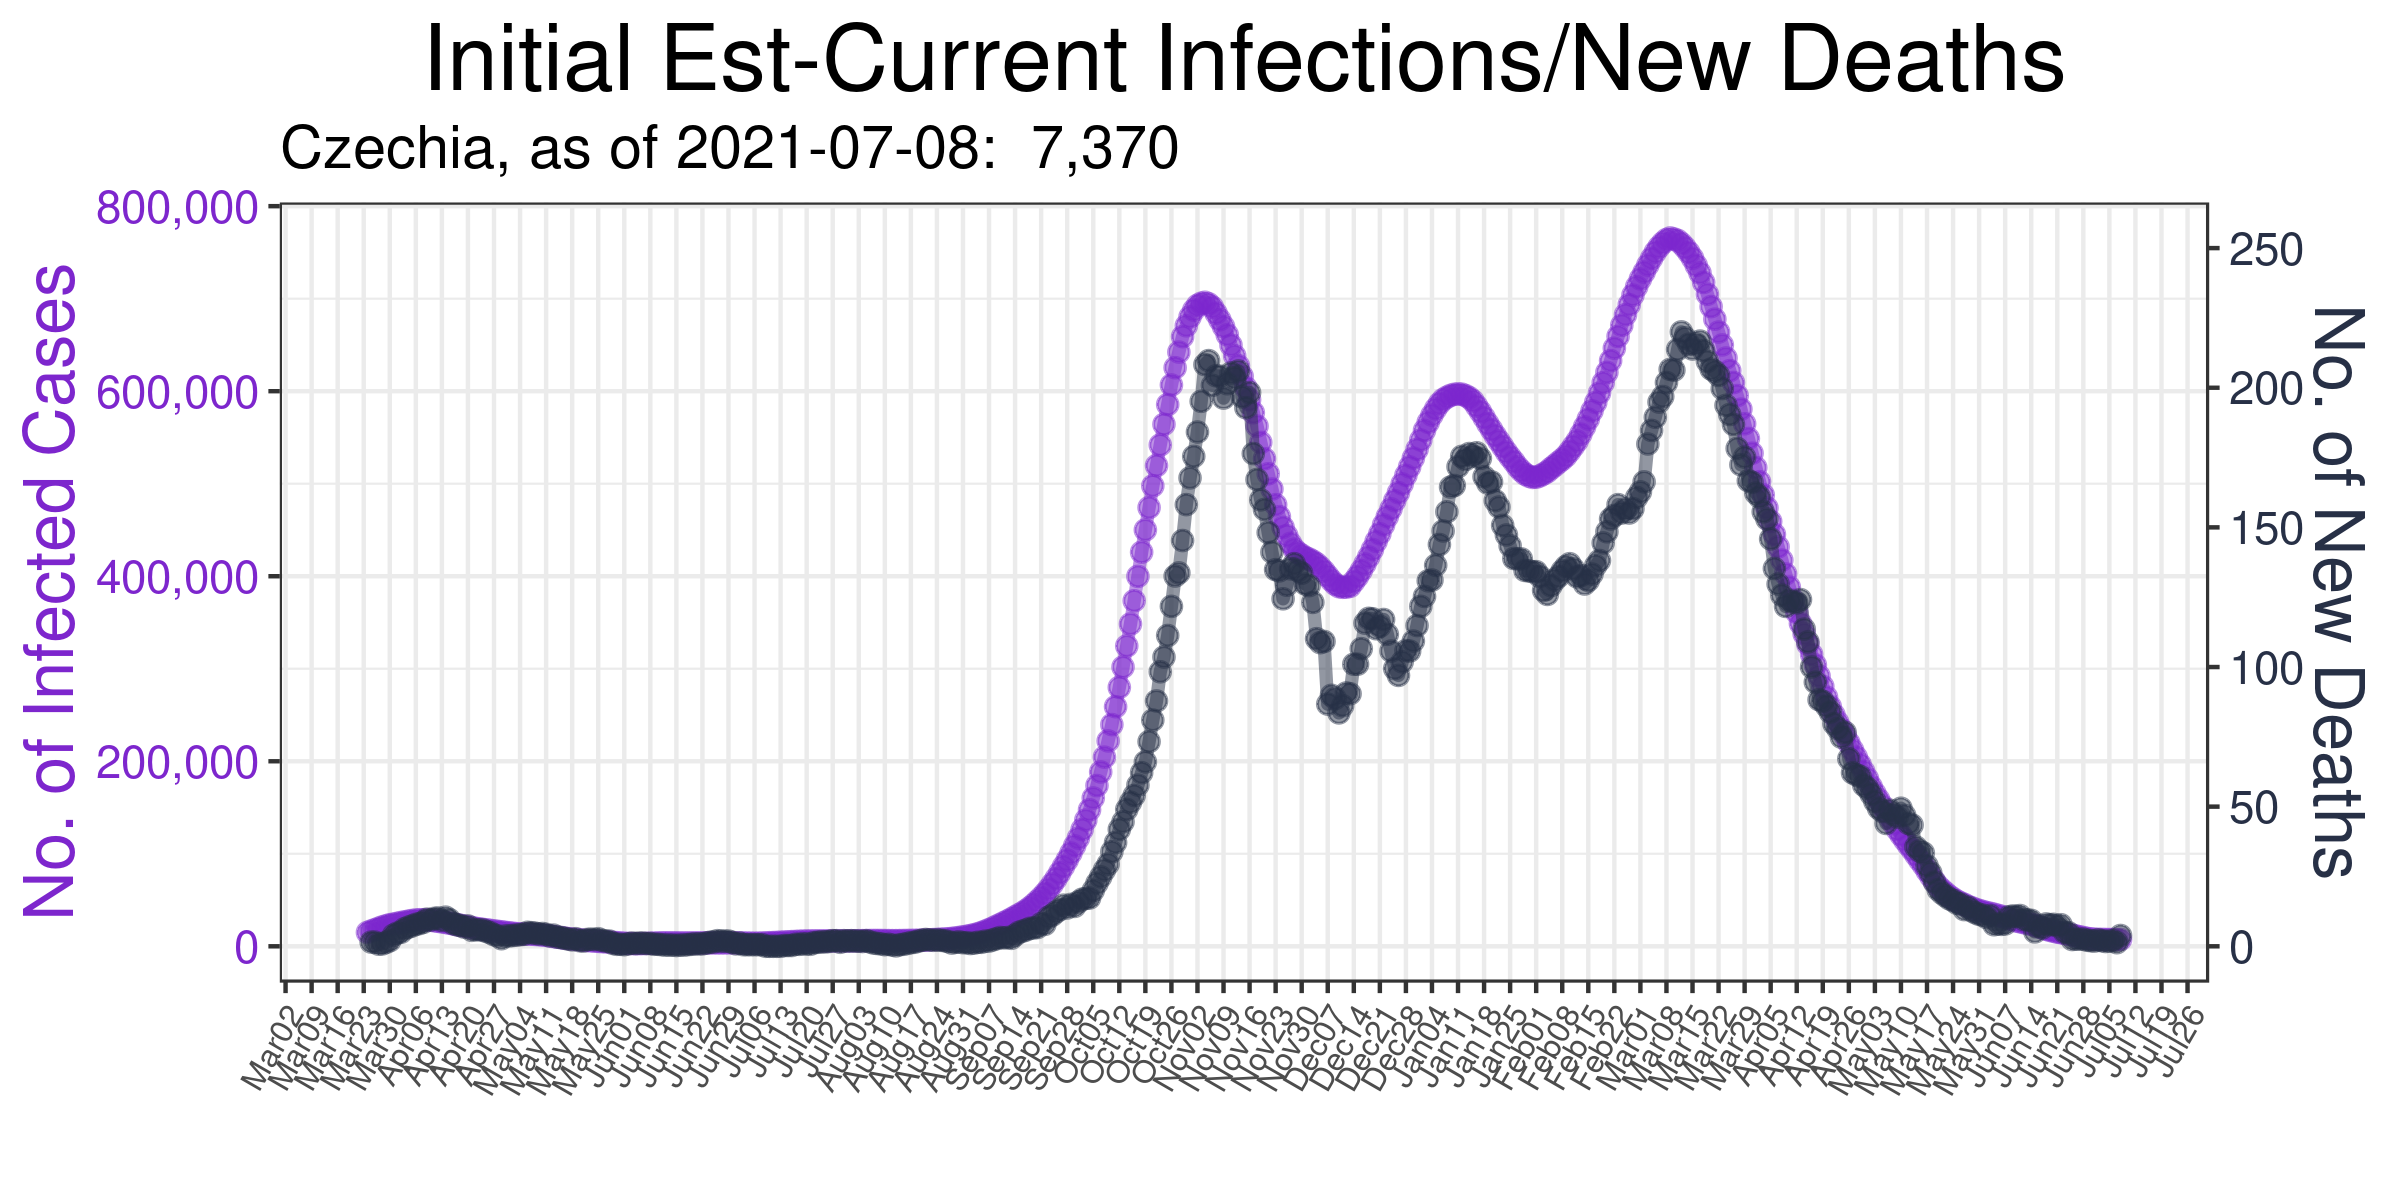 Initial Est-Current Infections/New Deaths
Czechia, as of 2021-07-08: 7,370
No. of Infected Cases
800,000
600,000
400,000
200,000
0
250
200
150
100
50
0
No. of New Deaths
Mar02
Mar09
Mar16
Mar23
Mar30
Apr06
Apr13
Apr20
Apr27
May04
May11
May18
May25
Jun01
Jun08
Jun15
Jun22
Jun29
Jul06
Jul13
Jul20
Jul27
Aug03
Aug10
Aug17
Aug24
Aug31
Sep07
Sep14
Sep21
Sep28
Oct05
Oct12
Oct19
Oct26
Nov02
Nov09
Nov16
Nov23
Nov30
Dec07
Dec14
Dec21
Dec28
Jan04
Jan11
Jan18
Jan25
Feb01
Feb08
Feb15
Feb22
Mar01
Mar08
Mar15
Mar22
Mar29
Apr05
Apr12
Apr19
Apr26
May03
May10
May17
May24
May31
Jun07
Jun14
Jun21
Jun28
Jul05
Jul12
Jul19
Jul26